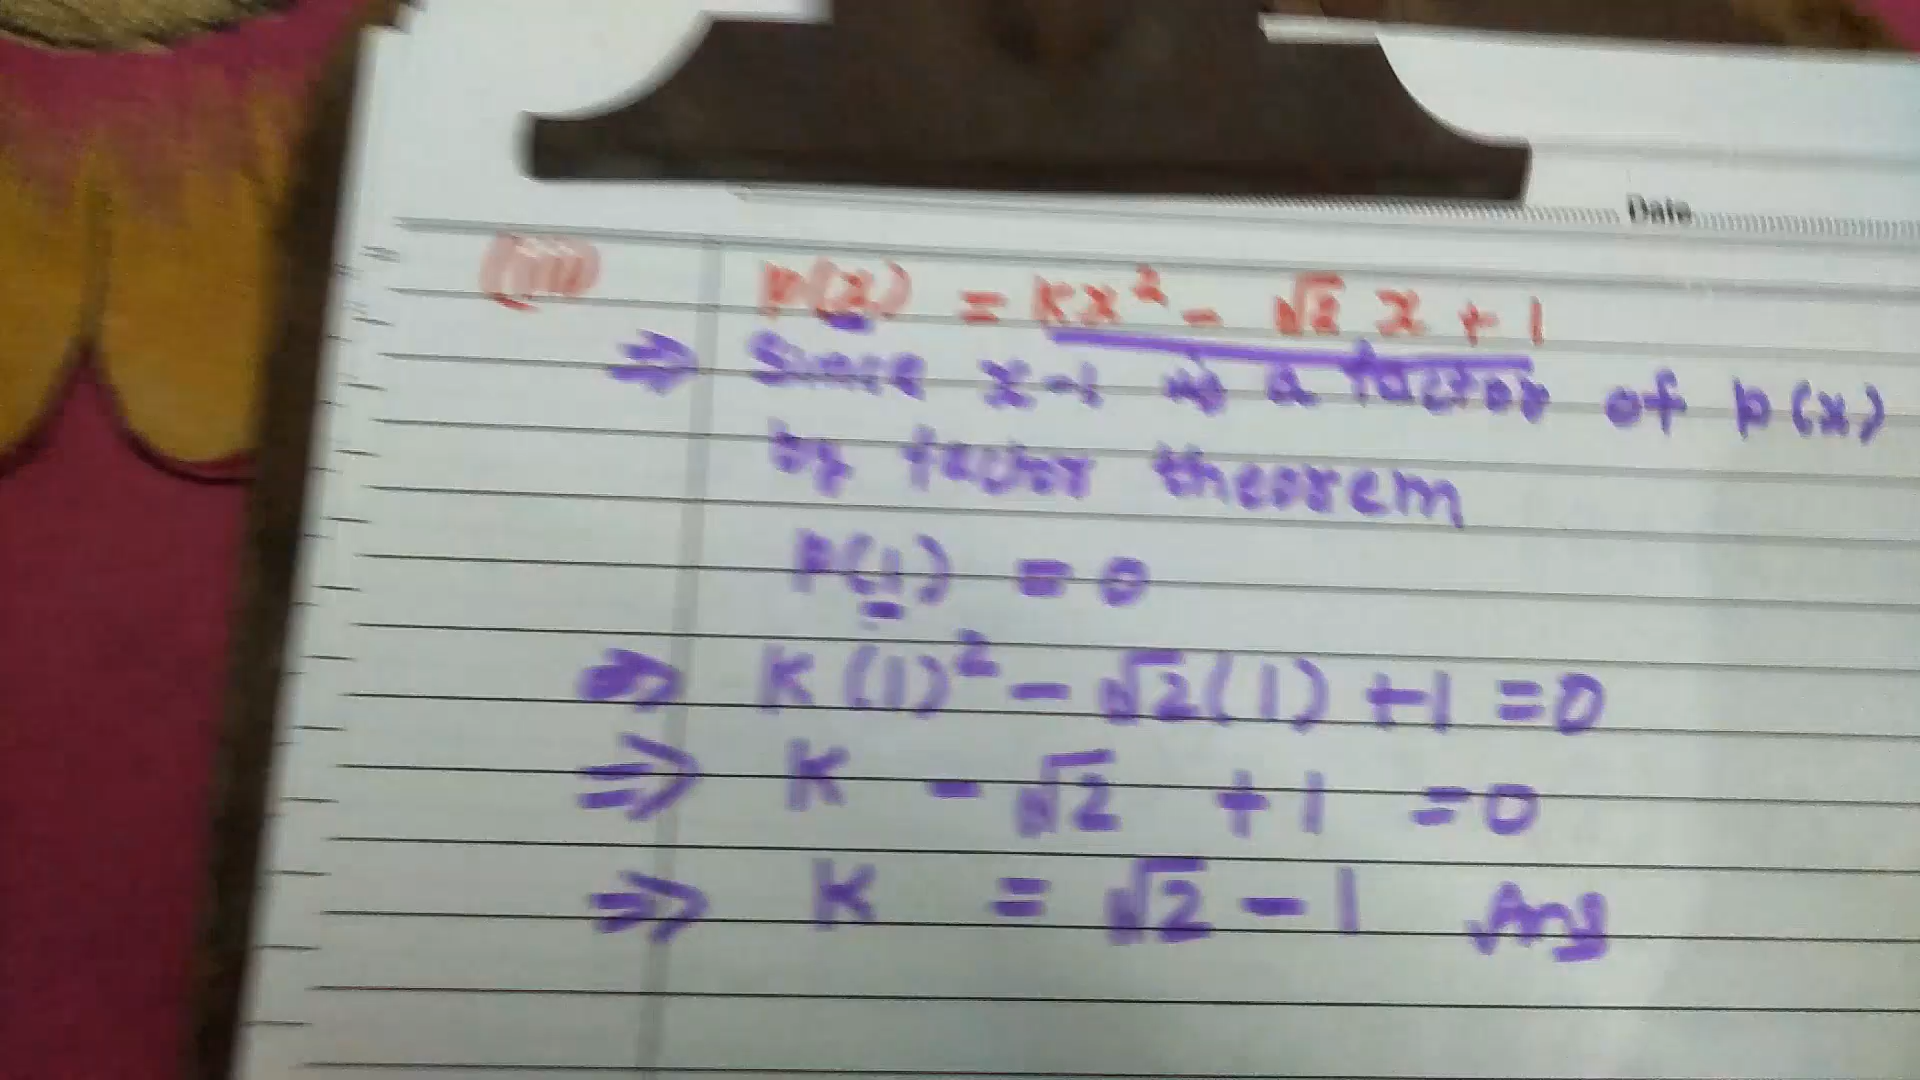 Date
(iii) p(x) = kx² - √2 x + 1
⇒ Since x-1 is a factor of p(x)
by factor theorem
p(1) = 0
⇒ K(1)² - √2(1) + 1 = 0
⇒ K - √2 + 1 = 0
⇒ K = √2 - 1 Ans